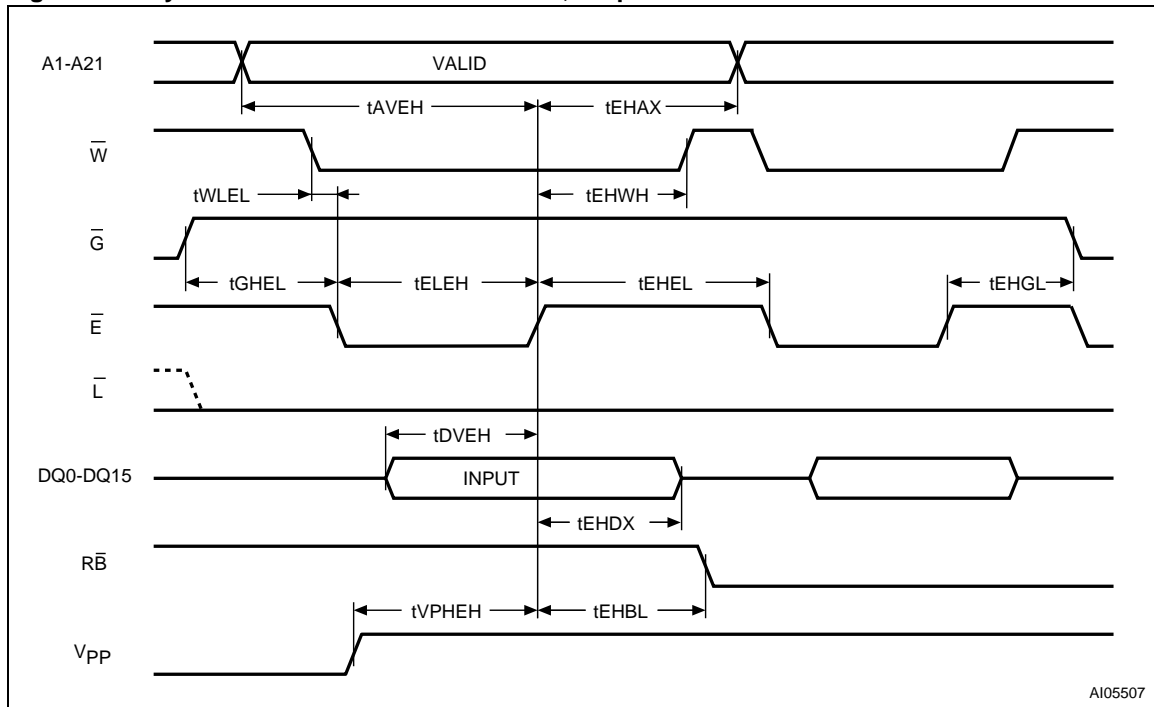 A1-A21
VALID
tAVEH
tEHAX
W̅
tWLEL
tEHWH
G̅
tGHEL
tELEH
tEHEL
tEHGL
E̅
L̅
tDVEH
DQ0-DQ15
INPUT
tEHDX
RB̅
tVPHEH
tEHBL
VPP
AI05507